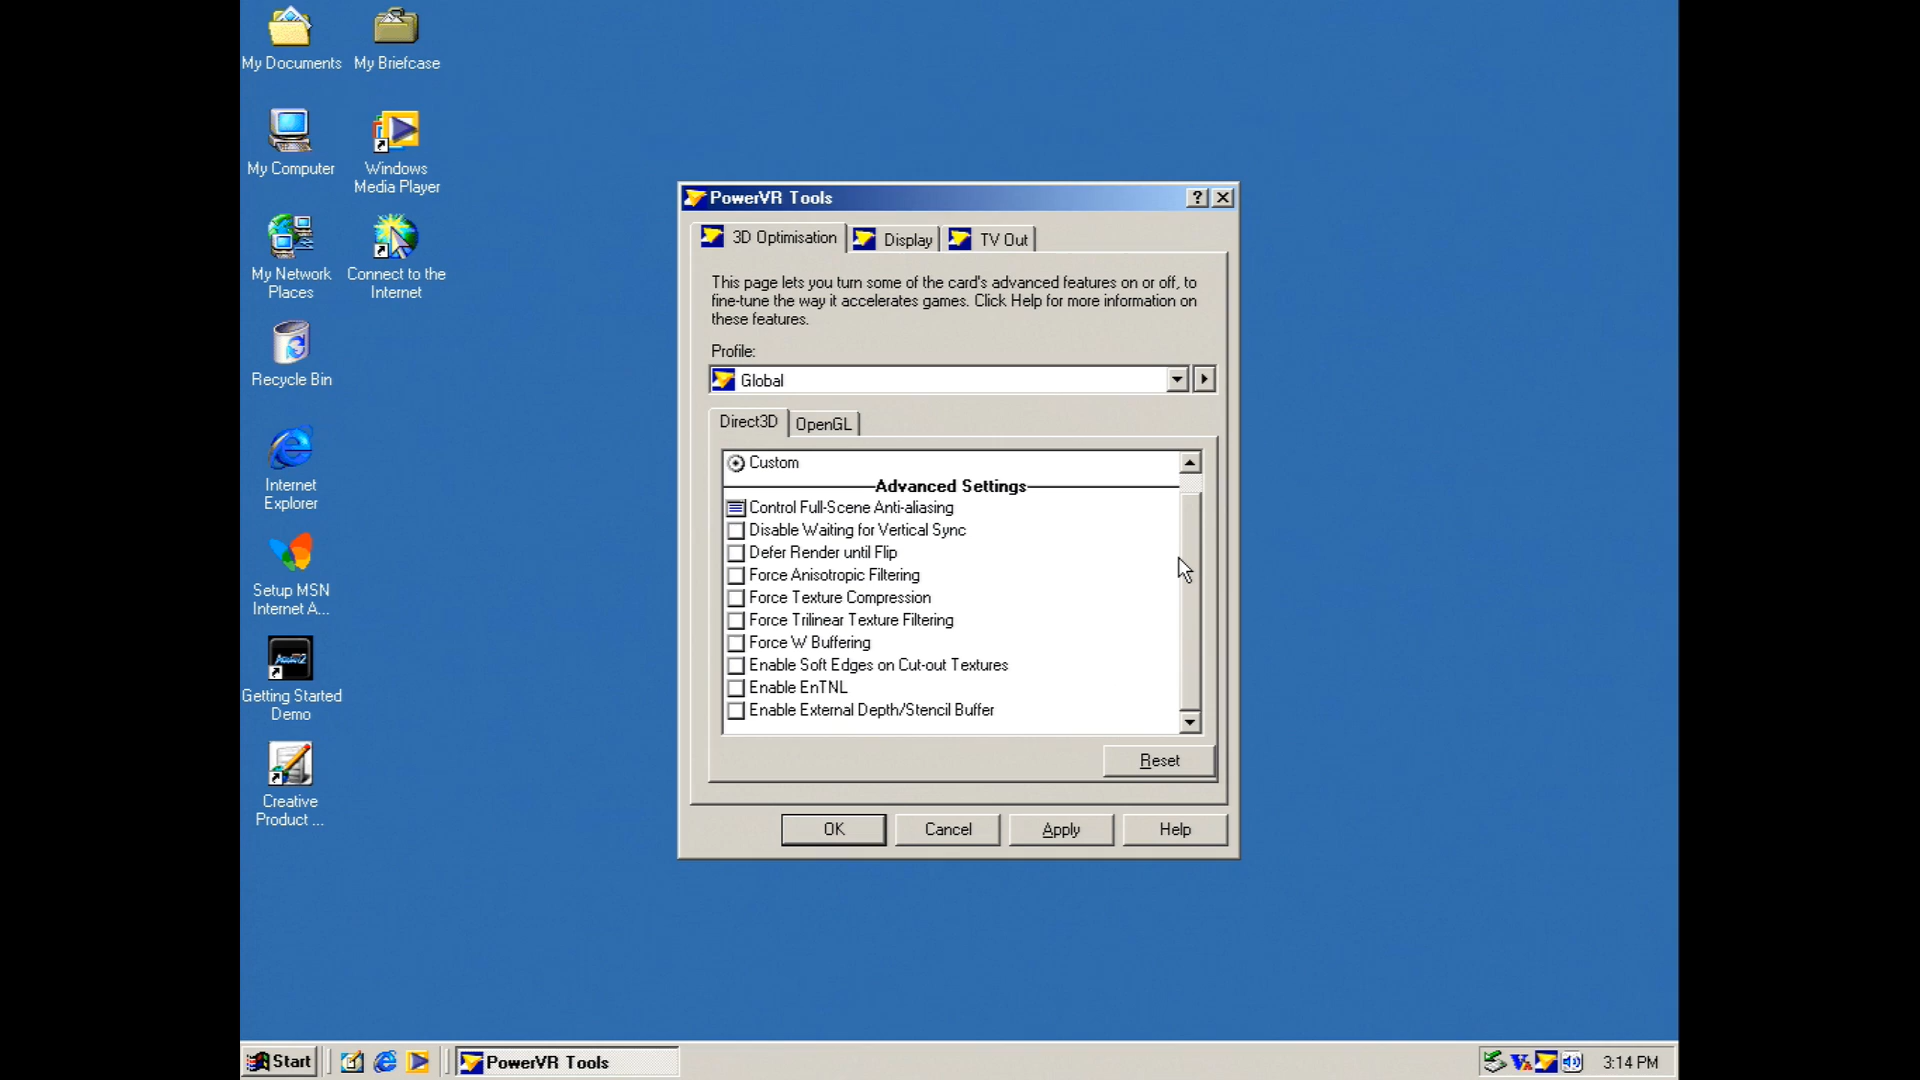 My Documents
My Briefcase
My Computer
Windows
Media Player
My Network
Places
Connect to the
Internet
Recycle Bin
Internet
Explorer
Setup MSN
Internet A...
Getting Started
Demo
Creative
Product ...
PowerVR Tools
3D Optimisation
Display
TV Out
This page lets you turn some of the card's advanced features on or off, to
fine-tune the way it accelerates games. Click Help for more information on
these features.
Profile:
Global
Direct3D
OpenGL
Custom
Advanced Settings
Control Full-Scene Anti-aliasing
Disable Waiting for Vertical Sync
Defer Render until Flip
Force Anisotropic Filtering
Force Texture Compression
Force Trilinear Texture Filtering
Force W Buffering
Enable Soft Edges on Cut-out Textures
Enable EnTNL
Enable External Depth/Stencil Buffer
Reset
OK
Cancel
Apply
Help
Start
PowerVR Tools
3:14 PM